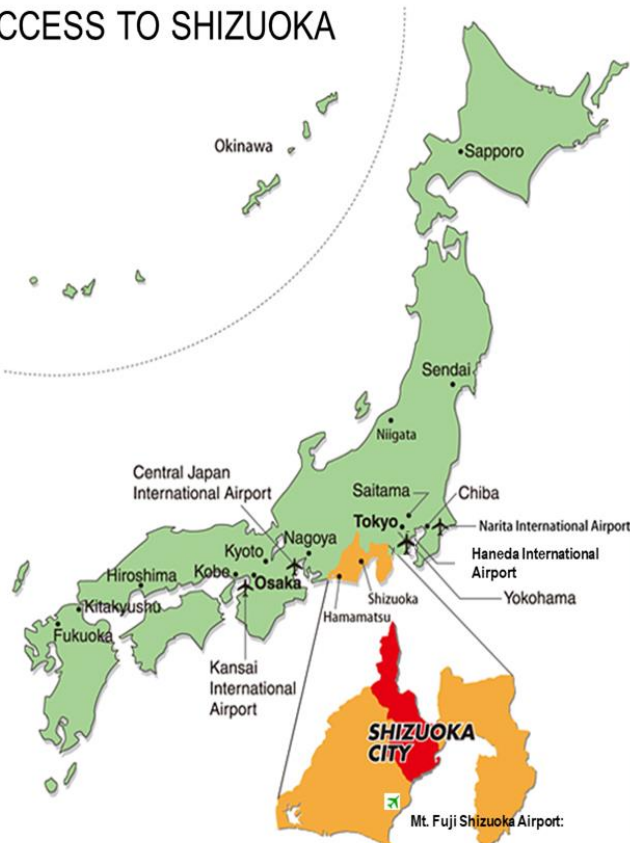 CCESS TO SHIZUOKA
Okinawa
Sapporo
Sendai
Niigata
Central Japan
International Airport
Saitama
Chiba
Tokyo
Narita International Airport
Haneda International
Airport
Yokohama
Nagoya
Kyoto
Kobe
Osaka
Hiroshima
Kitakyushu
Fukuoka
Shizuoka
Hamamatsu
Kansai
International
Airport
SHIZUOKA
CITY
Mt. Fuji Shizuoka Airport: